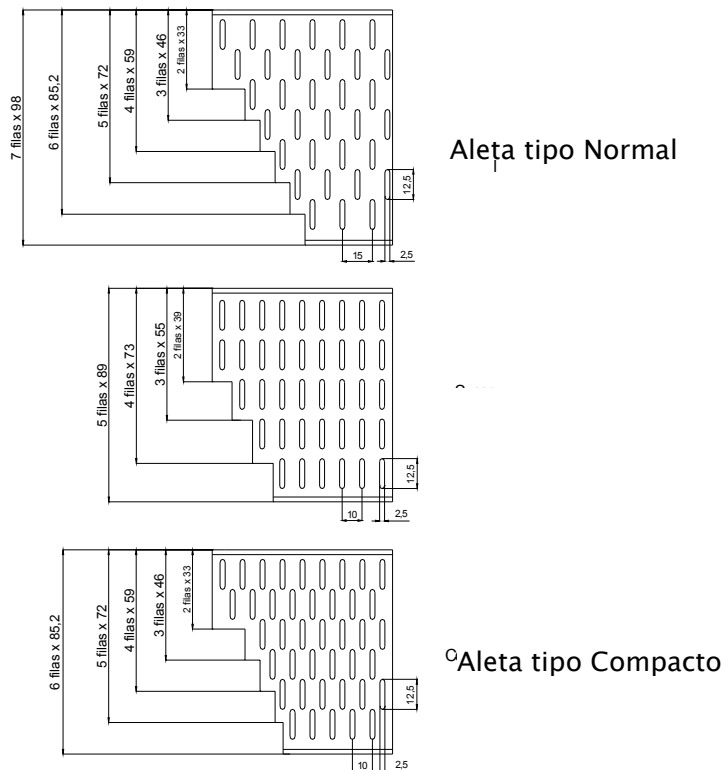 7 filas x 98
6 filas x 85,2
5 filas x 72
4 filas x 59
3 filas x 46
2 filas x 33
Aleta tipo Normal
12,5
15
2,5
5 filas x 89
4 filas x 73
3 filas x 55
2 filas x 39
12,5
10
2,5
6 filas x 85,2
5 filas x 72
4 filas x 59
3 filas x 46
2 filas x 33
Aleta tipo Compacto
12,5
10
2,5